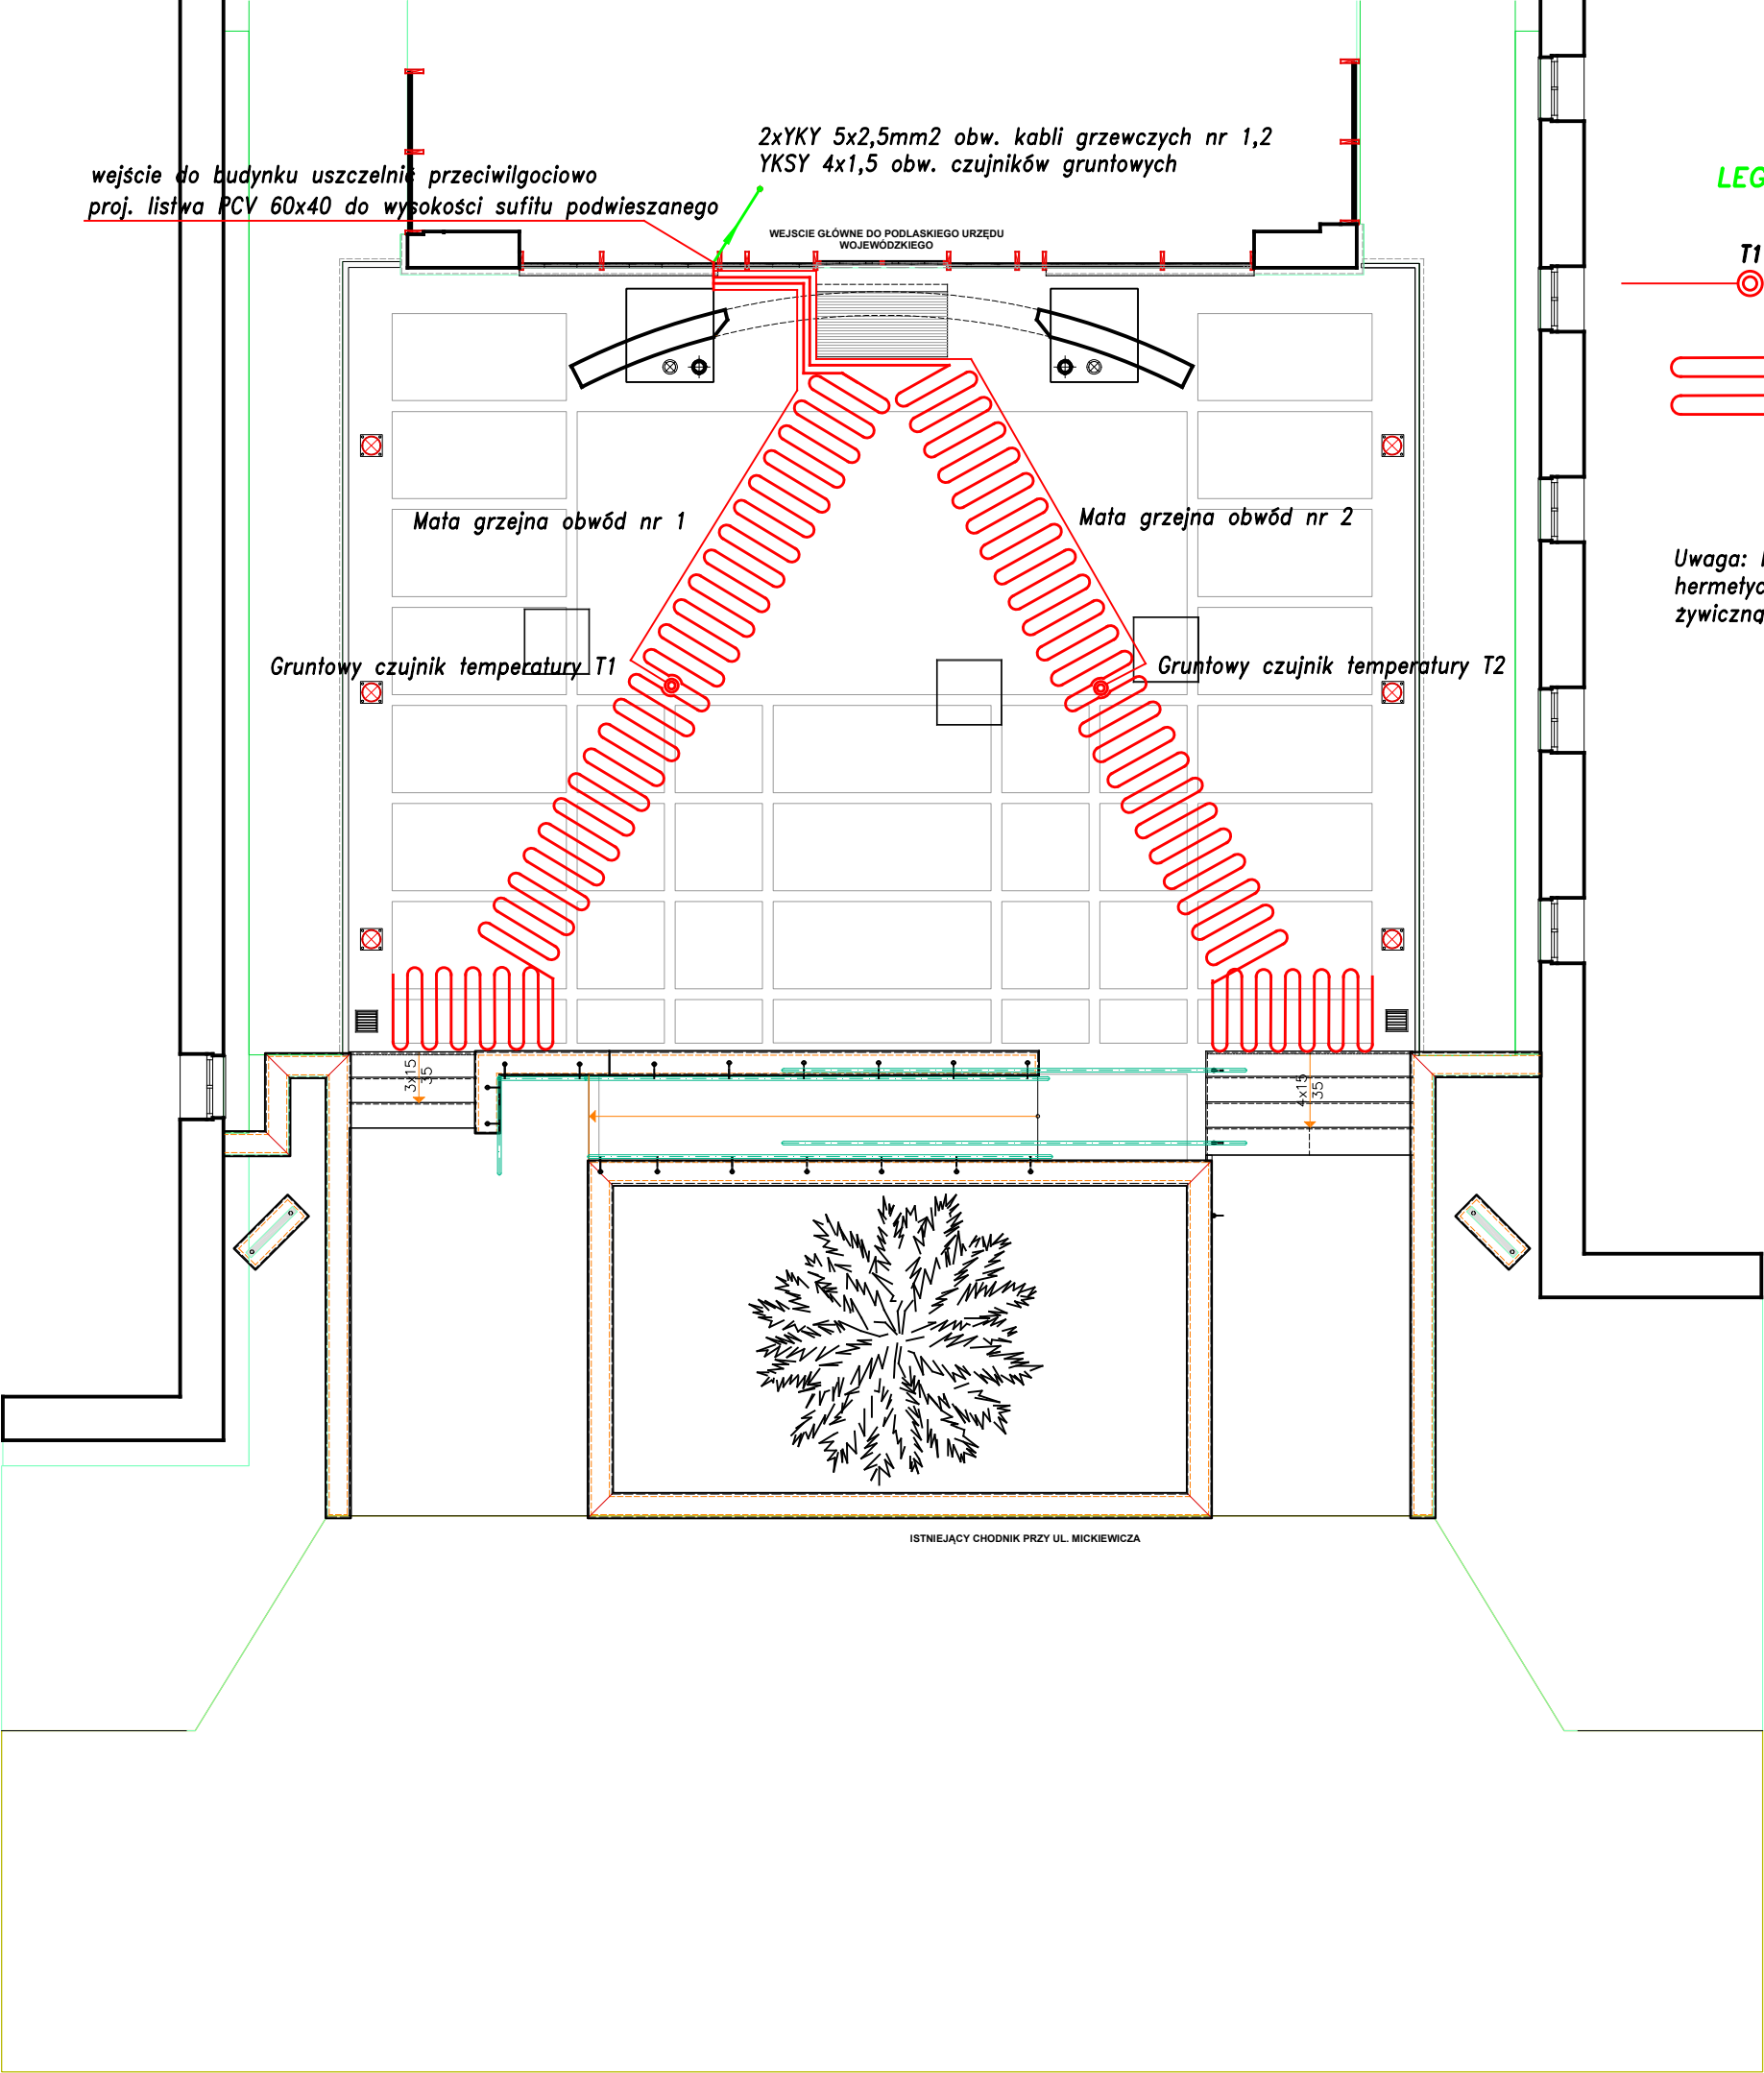 2xYKY 5x2,5mm2 obw. kabli grzewczych nr 1,2
YKSY 4x1,5 obw. czujników gruntowych
wejście do budynku uszczelnić przeciwilgociowo
proj. listwa PCV 60x40 do wysokości sufitu podwieszanego
LEG
WEJSCIE GŁÓWNE DO PODLASKIEGO URZĘDU
WOJEWÓDZKIEGO
T1
Mata grzejna obwód nr 1
Mata grzejna obwód nr 2
Uwaga:
hermetyc
żywiczną
Gruntowy czujnik temperatury T1
Gruntowy czujnik temperatury T2
3x15
35
4x15
35
ISTNIEJĄCY CHODNIK PRZY UL. MICKIEWICZA